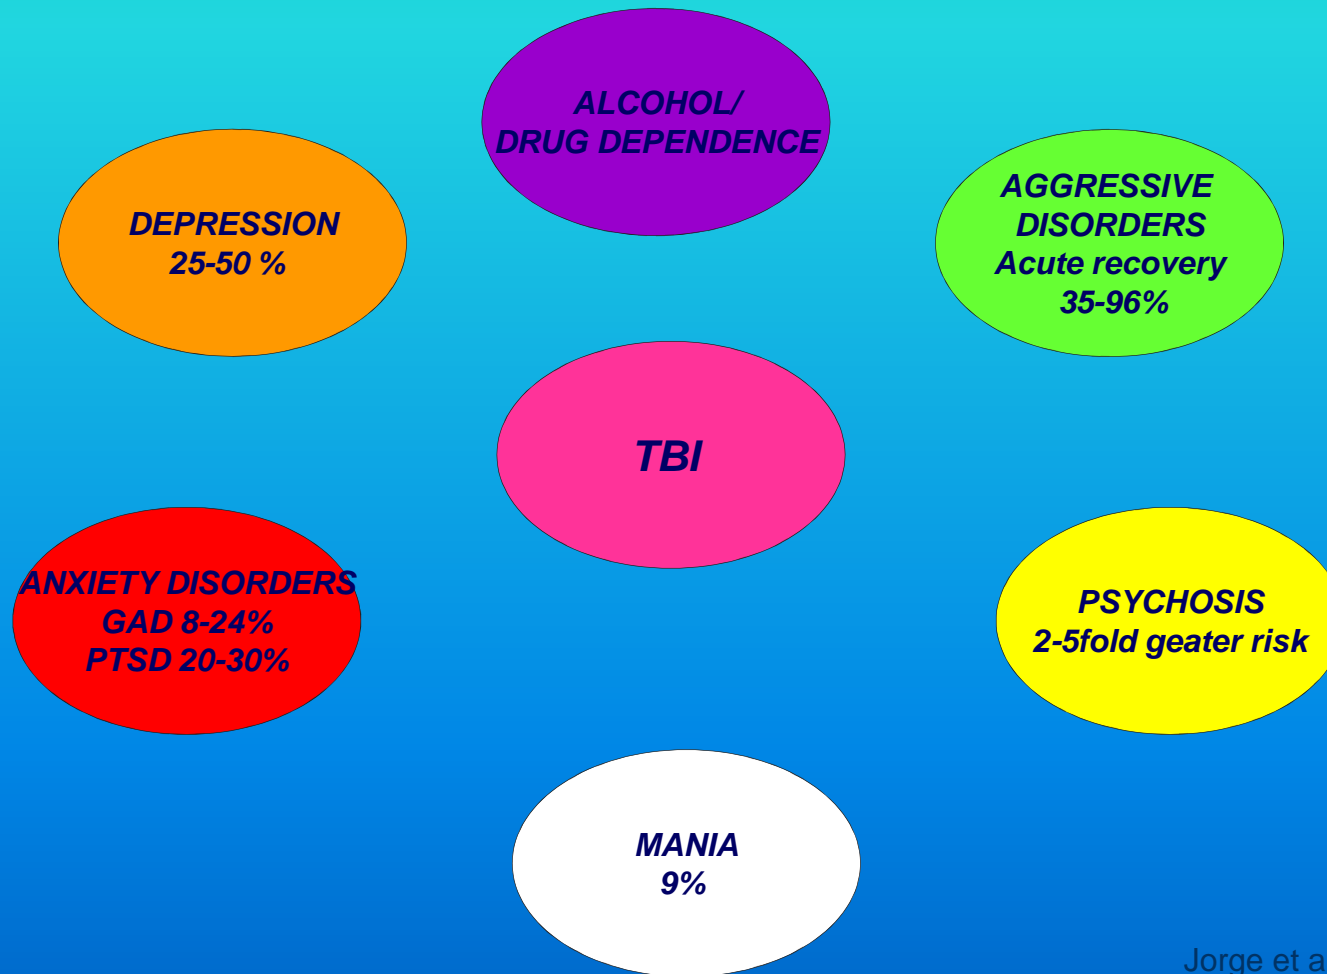 ALCOHOL/
DRUG DEPENDENCE
DEPRESSION
25-50 %
AGGRESSIVE
DISORDERS
Acute recovery
35-96%
TBI
ANXIETY DISORDERS
GAD 8-24%
PTSD 20-30%
PSYCHOSIS
2-5fold geater risk
MANIA
9%
Jorge et a